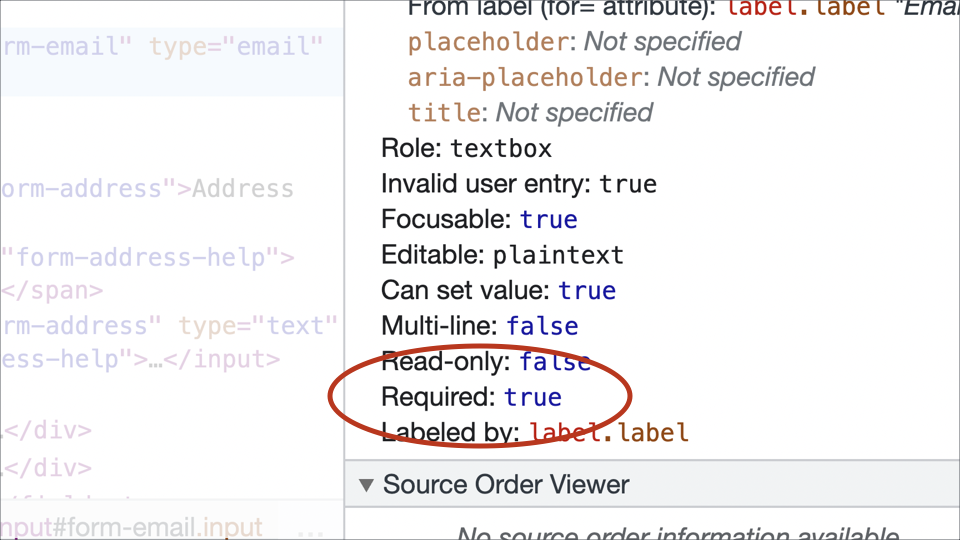 From label (for= attribute): label.label "Emai
rm-email" type="email"
placeholder: Not specified
aria-placeholder: Not specified
title: Not specified
Role: textbox
Invalid user entry: true
orm-address">Address
Focusable: true
Editable: plaintext
"form-address-help">
Can set value: true
</span>
Multi-line: false
rm-address" type="text"
Read-only: false
ess-help">…</input>
Required: true
Labeled by: label.label
</div>
</div>
Source Order Viewer
nput#form-email.input ...
No source order information available